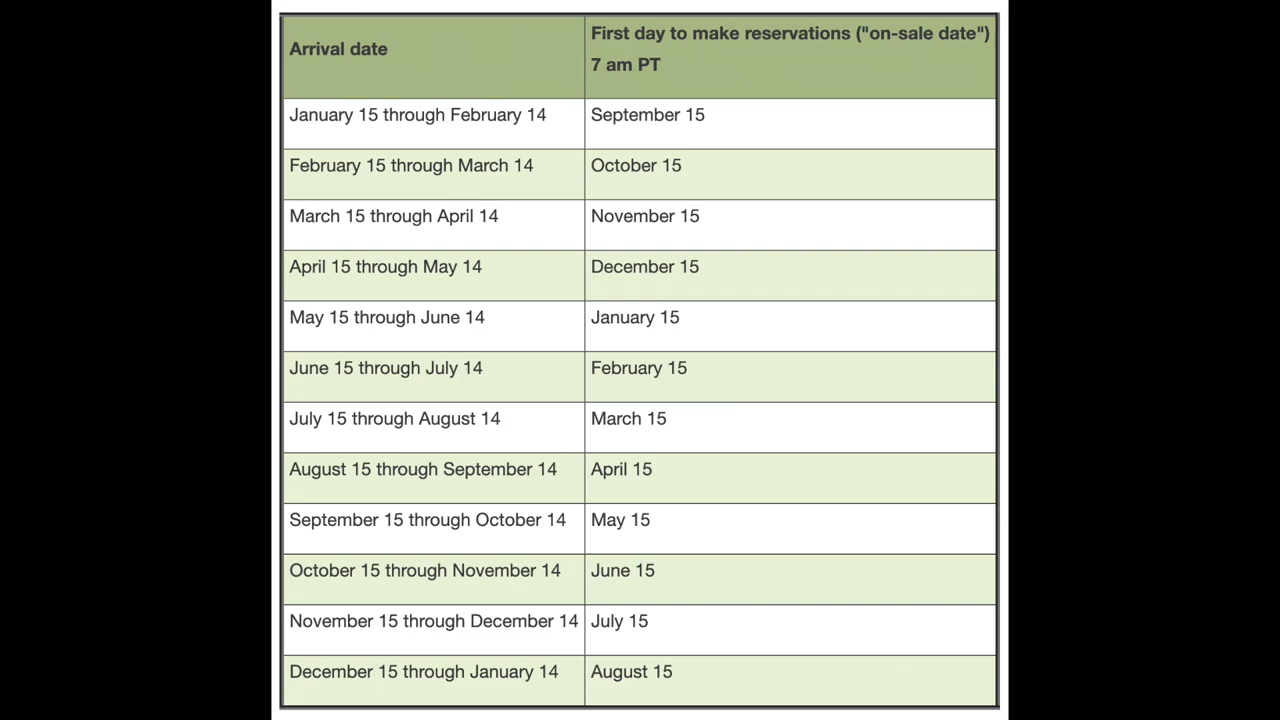 Arrival date
First day to make reservations ("on-sale date")
7 am PT
January 15 through February 14
September 15
February 15 through March 14
October 15
March 15 through April 14
November 15
April 15 through May 14
December 15
May 15 through June 14
January 15
June 15 through July 14
February 15
July 15 through August 14
March 15
August 15 through September 14
April 15
September 15 through October 14
May 15
October 15 through November 14
June 15
November 15 through December 14
July 15
December 15 through January 14
August 15